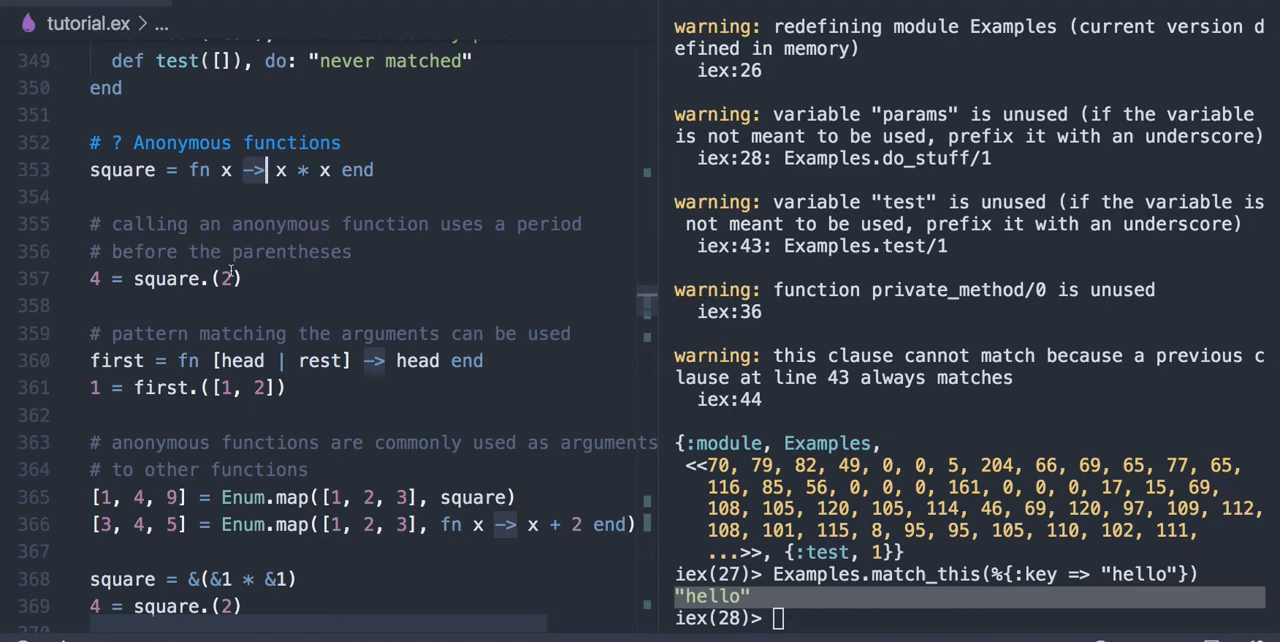 tutorial.ex > ...
349 def test([]), do: "never matched"
350 end
351
352 # ? Anonymous functions
353 square = fn x -> x * x end
354
355 # calling an anonymous function uses a period
356 # before the parentheses
357 4 = square.(2)
358
359 # pattern matching the arguments can be used
360 first = fn [head | rest] -> head end
361 1 = first.([1, 2])
362
363 # anonymous functions are commonly used as arguments
364 # to other functions
365 [1, 4, 9] = Enum.map([1, 2, 3], square)
366 [3, 4, 5] = Enum.map([1, 2, 3], fn x -> x + 2 end)
367
368 square = &(&1 * &1)
369 4 = square.(2)
warning: redefining module Examples (current version d
efined in memory)
iex:26
warning: variable "params" is unused (if the variable
is not meant to be used, prefix it with an underscore)
iex:28: Examples.do_stuff/1
warning: variable "test" is unused (if the variable is
not meant to be used, prefix it with an underscore)
iex:43: Examples.test/1
warning: function private_method/0 is unused
iex:36
warning: this clause cannot match because a previous c
lause at line 43 always matches
iex:44
{:module, Examples,
<<70, 79, 82, 49, 0, 0, 5, 204, 66, 69, 65, 77, 65,
116, 85, 56, 0, 0, 0, 161, 0, 0, 0, 17, 15, 69,
108, 105, 120, 105, 114, 46, 69, 120, 97, 109, 112,
108, 101, 115, 8, 95, 95, 105, 110, 102, 111,
...>>, {:test, 1}}
iex(27)> Examples.match_this(%{:key => "hello"})
"hello"
iex(28)>